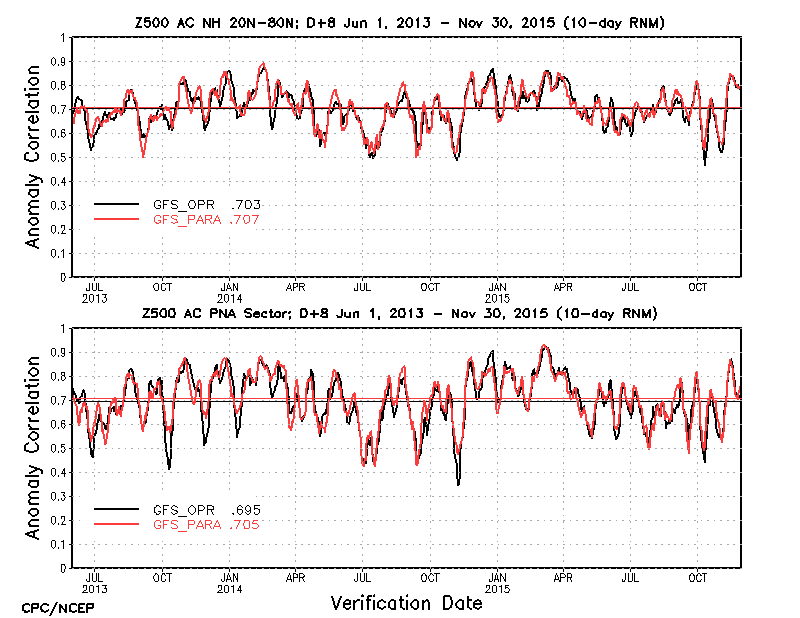 Z500 AC NH 20N-80N; D+8 Jun 1, 2013 - Nov 30, 2015 (10-day RNM)
Anomaly Correlation
1
0.9
0.8
0.7
0.6
0.5
0.4
0.3
0.2
0.1
0
GFS_OPR .703
GFS_PARA .707
JUL OCT JAN APR JUL OCT JAN APR JUL OCT
2013 2014 2015
Z500 AC PNA Sector; D+8 Jun 1, 2013 - Nov 30, 2015 (10-day RNM)
Anomaly Correlation
1
0.9
0.8
0.7
0.6
0.5
0.4
0.3
0.2
0.1
0
GFS_OPR .695
GFS_PARA .705
JUL OCT JAN APR JUL OCT JAN APR JUL OCT
2013 2014 2015
Verification Date
CPC/NCEP